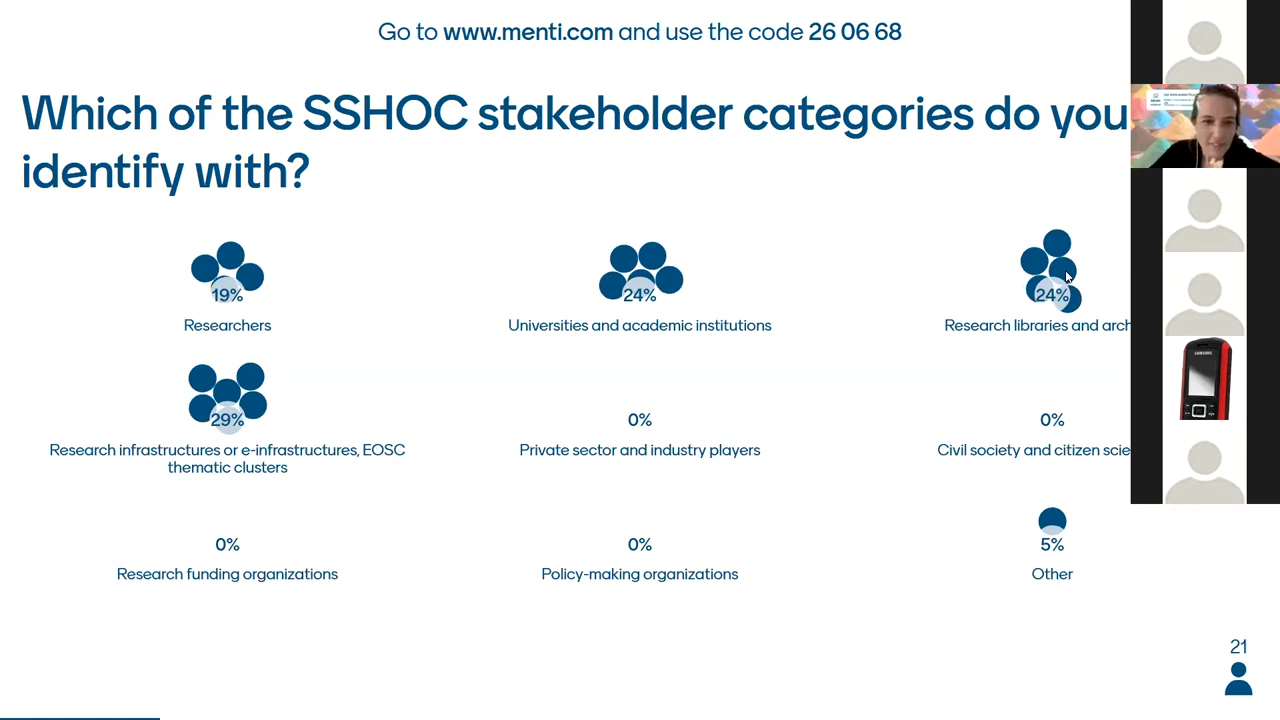 Go to www.menti.com and use the code 26 06 68
Which of the SSHOC stakeholder categories do you
identify with?
19%
Researchers
24%
Universities and academic institutions
24%
Research libraries and arch
29%
Research infrastructures or e-infrastructures, EOSC
thematic clusters
0%
Private sector and industry players
0%
Civil society and citizen scie
0%
Research funding organizations
0%
Policy-making organizations
5%
Other
21
SAMSUNG